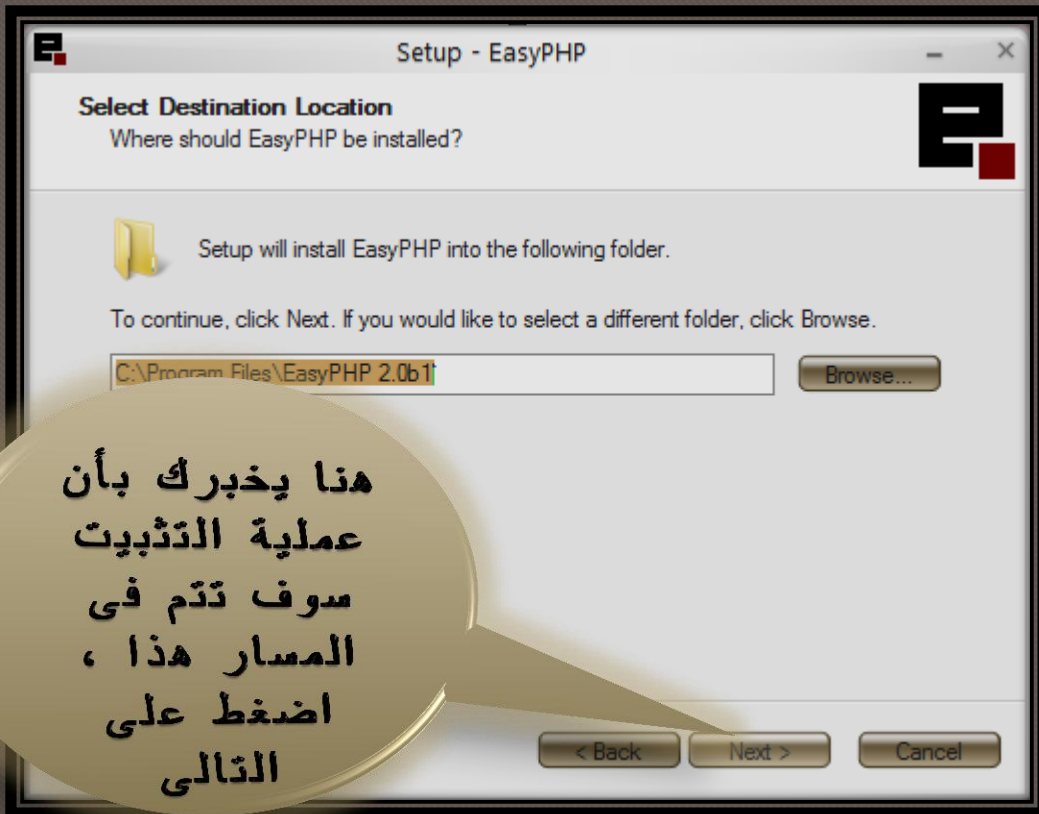 Setup - EasyPHP
Select Destination Location
Where should EasyPHP be installed?
Setup will install EasyPHP into the following folder.
To continue, click Next. If you would like to select a different folder, click Browse.
C:\Program Files\EasyPHP 2.0b1
Browse...
هنا يخبرك بأن
عملية التثبيت
سوف تتم فى
المسار هذا ،
اضغط على
التالى
< Back
Next >
Cancel